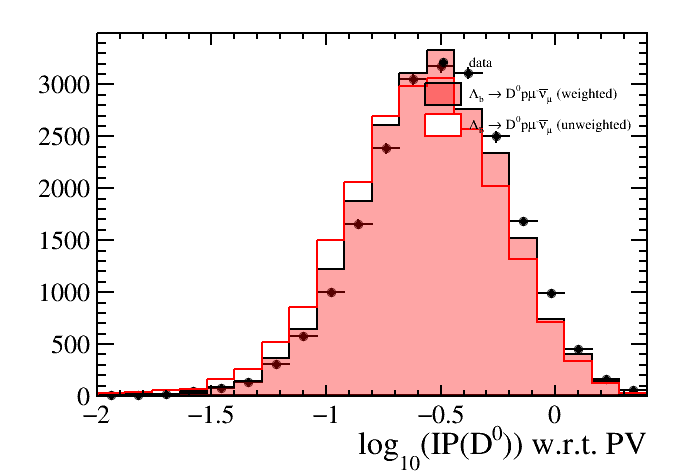 3000
2500
2000
1500
1000
500
0
data
Λb → D⁰pμ ν̅μ (weighted)
Λb → D⁰pμ ν̅μ (unweighted)
−2 −1.5 −1 −0.5 0
log₁₀(IP(D⁰)) w.r.t. PV